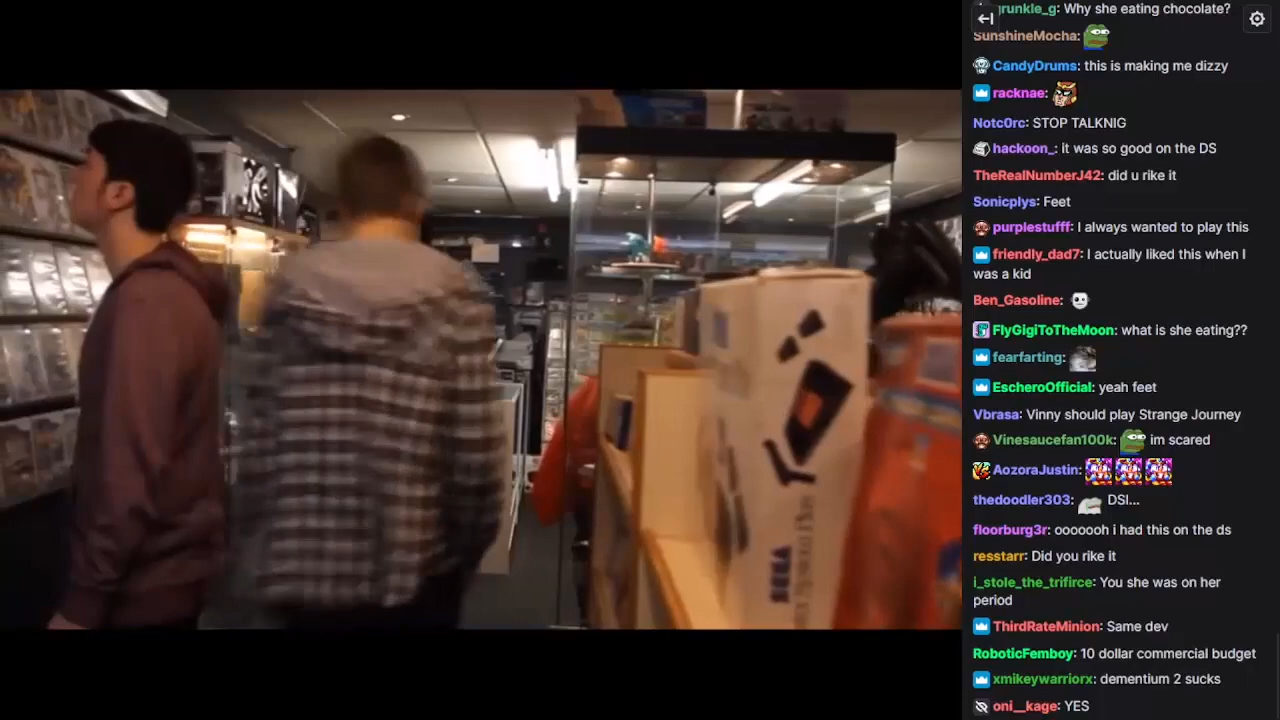 grunkle_g: Why she eating chocolate?
SunshineMocha:
CandyDrums: this is making me dizzy
racknae:
Notc0rc: STOP TALKNIG
hackoon_: it was so good on the DS
TheRealNumberJ42: did u rike it
Sonicplys: Feet
purplestufff: I always wanted to play this
friendly_dad7: I actually liked this when I
was a kid
Ben_Gasoline:
FlyGigiToTheMoon: what is she eating??
fearfarting:
EscheroOfficial: yeah feet
Vbrasa: Vinny should play Strange Journey
Vinesaucefan100k: im scared
AozoraJustin:
thedoodler303: DSI...
floorburg3r: ooooooh i had this on the ds
resstarr: Did you rike it
i_stole_the_trifirce: You she was on her
period
ThirdRateMinion: Same dev
RoboticFemboy: 10 dollar commercial budget
xmikeywarriorx: dementium 2 sucks
oni__kage: YES
SEGA